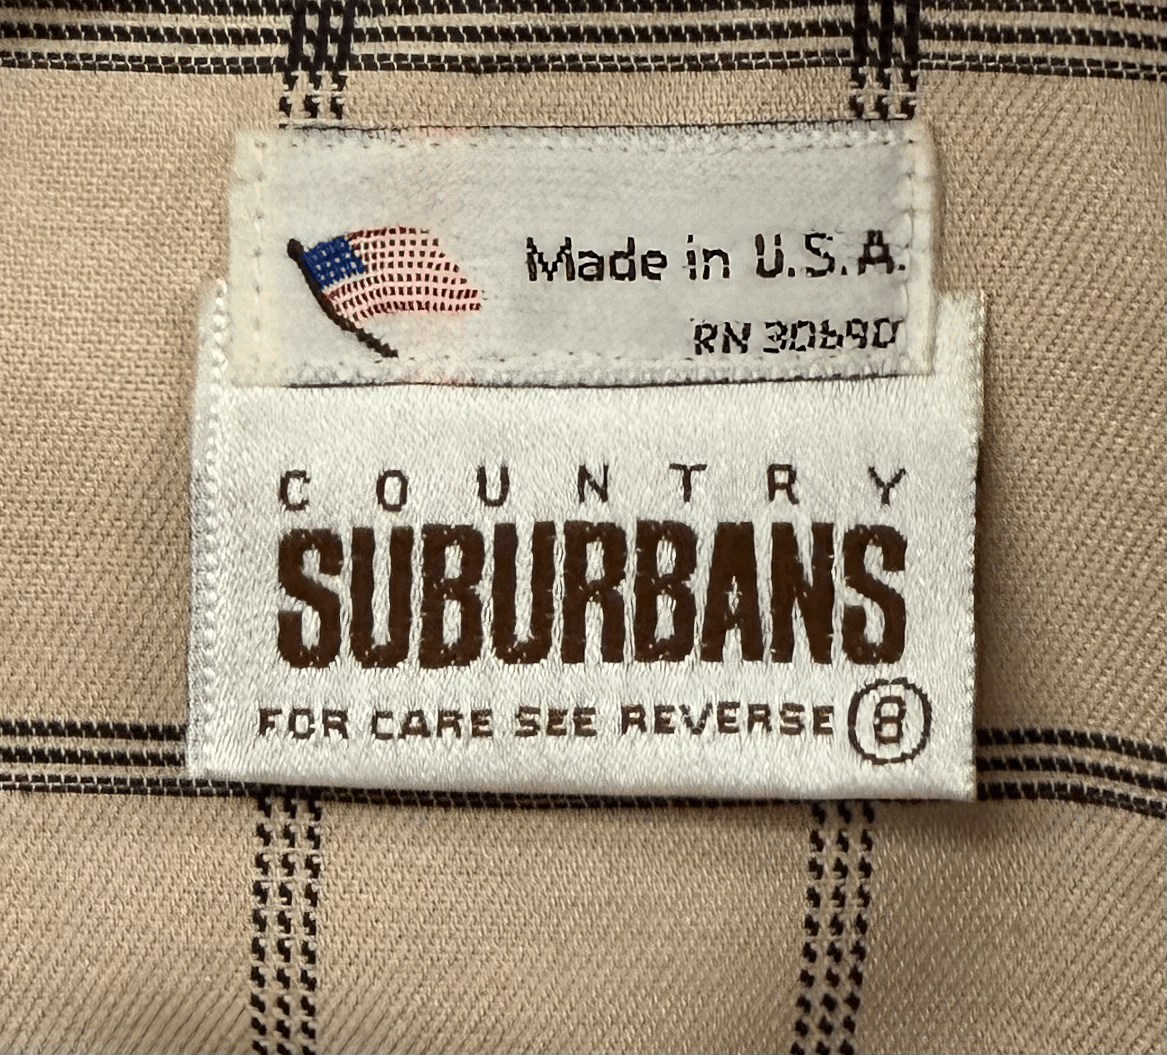 Made in U.S.A.
RN 30690
COUNTRY
SUBURBANS
FOR CARE SEE REVERSE 8